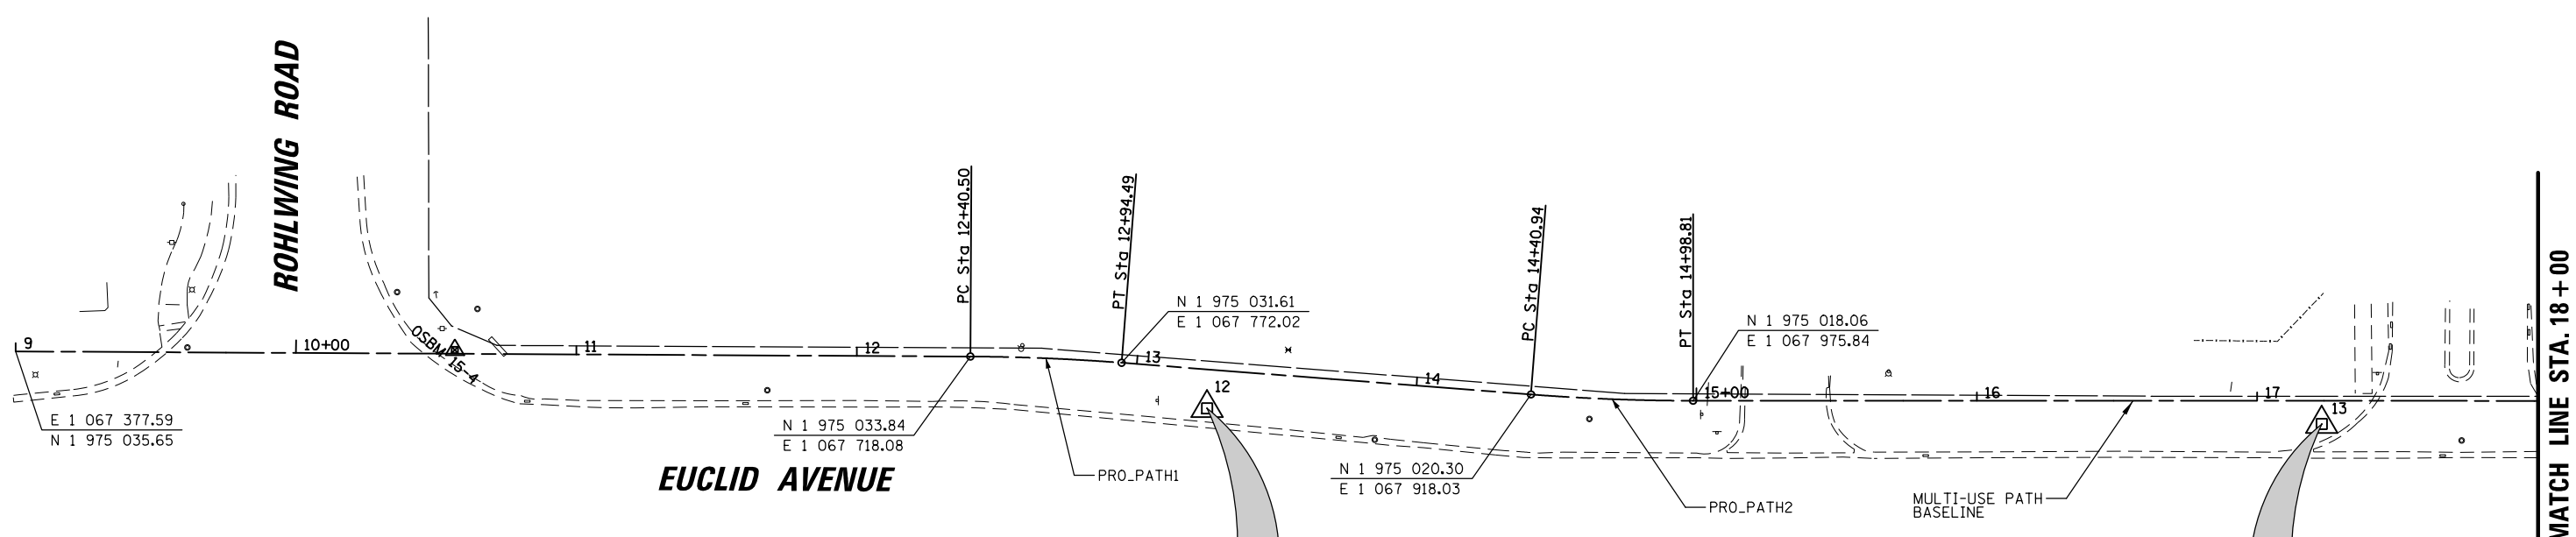 ROHLWING ROAD
9
10+00
OSBM 15-4
11
12
PC Sta 12+40.50
PT Sta 12+94.49
13
12
14
PC Sta 14+40.94
PT Sta 14+98.81
15+00
16
17
13
N 1 975 031.61
E 1 067 772.02
N 1 975 018.06
E 1 067 975.84
E 1 067 377.59
N 1 975 035.65
N 1 975 033.84
E 1 067 718.08
N 1 975 020.30
E 1 067 918.03
EUCLID AVENUE
PRO_PATH1
PRO_PATH2
MULTI-USE PATH
BASELINE
MATCH LINE STA. 18+00